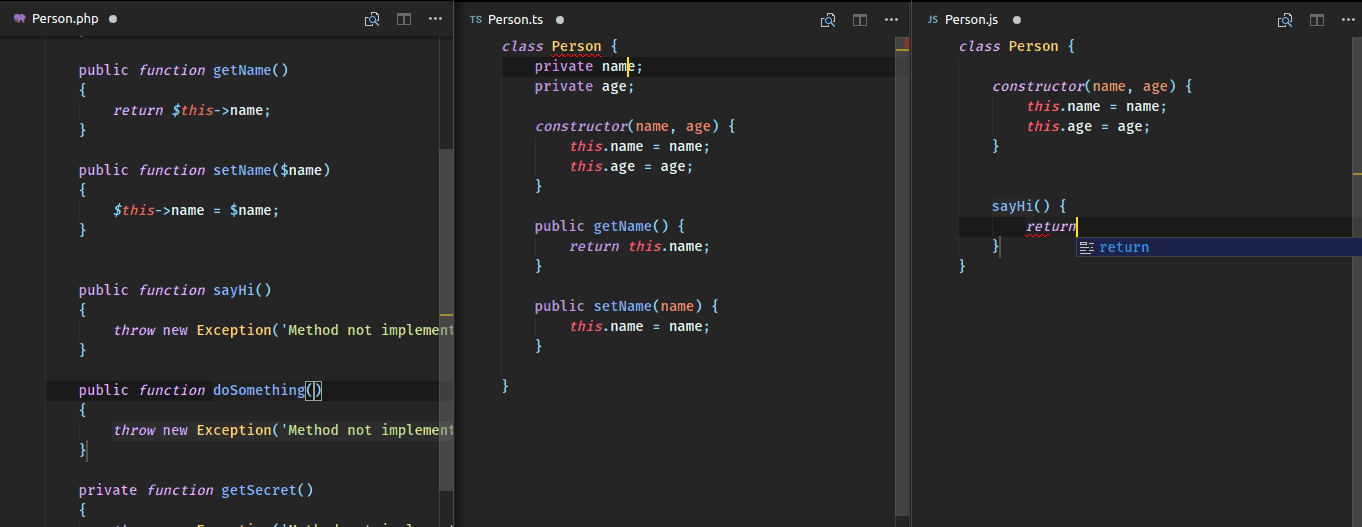 Person.php
public function getName()
{
return $this->name;
}
public function setName($name)
{
$this->name = $name;
}
public function sayHi()
{
throw new Exception('Method not implement
}
public function doSomething()
{
throw new Exception('Method not implement
}
private function getSecret()
{
TS Person.ts
class Person {
private name;
private age;
constructor(name, age) {
this.name = name;
this.age = age;
}
public getName() {
return this.name;
}
public setName(name) {
this.name = name;
}
}
JS Person.js
class Person {
constructor(name, age) {
this.name = name;
this.age = age;
}
sayHi() {
return
return
}
}